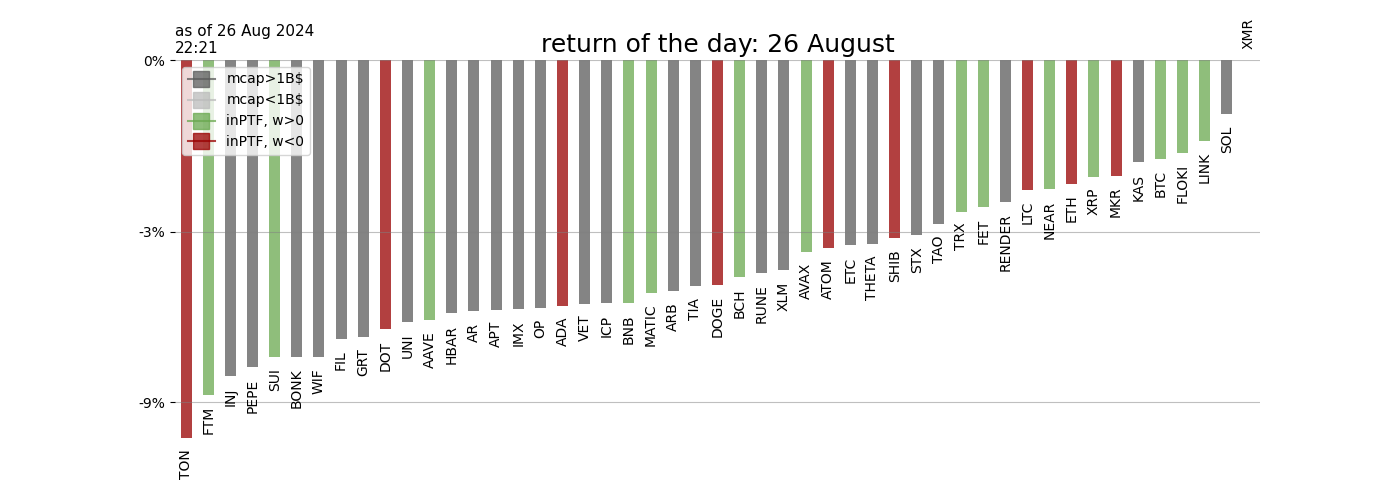 as of 26 Aug 2024
22:21
return of the day: 26 August
XMR
0%
mcap>1B$
mcap<1B$
inPTF, w>0
inPTF, w<0
-3%
-9%
TON
FTM
INJ
PEPE
SUI
BONK
WIF
FIL
GRT
DOT
UNI
AAVE
HBAR
AR
APT
IMX
OP
ADA
VET
ICP
BNB
MATIC
ARB
TIA
DOGE
BCH
RUNE
XLM
AVAX
ATOM
ETC
THETA
SHIB
STX
TAO
TRX
FET
RENDER
LTC
NEAR
ETH
XRP
MKR
KAS
BTC
FLOKI
LINK
SOL